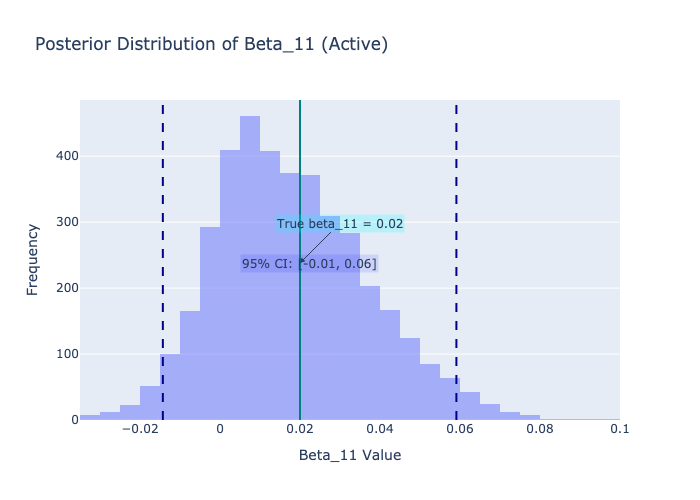 Posterior Distribution of Beta_11 (Active)
400
300
200
100
0
Frequency
True beta_11 = 0.02
95% CI: [-0.01, 0.06]
−0.02
0
0.02
0.04
0.06
0.08
0.1
Beta_11 Value